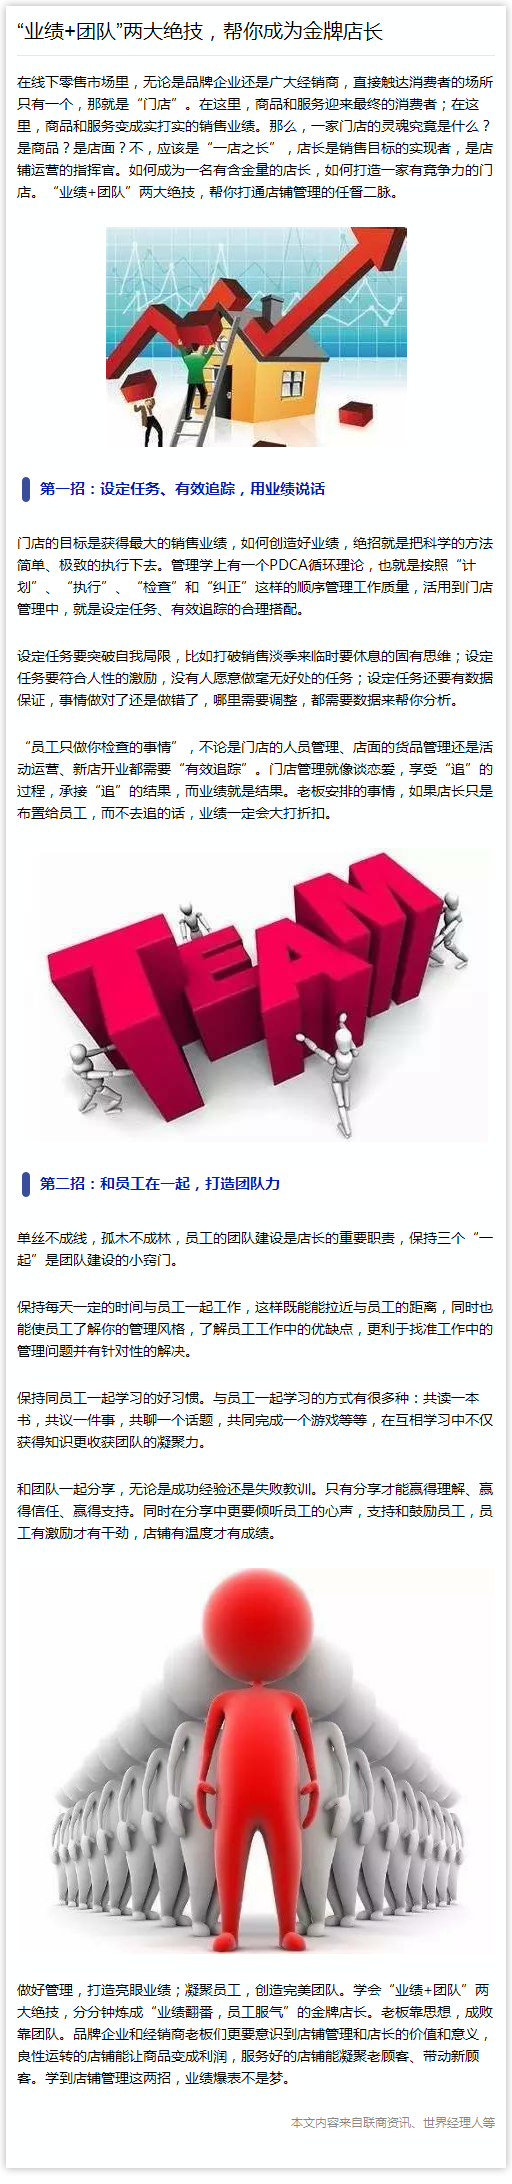 “业绩+团队”两大绝技，帮你成为金牌店长
在线下零售市场里，无论是品牌企业还是广大经销商，直接触达消费者的场所
只有一个，那就是“门店”。在这里，商品和服务迎来最终的消费者；在这
里，商品和服务变成实打实的销售业绩。那么，一家门店的灵魂究竟是什么？
是商品？是店面？不，应该是“一店之长”，店长是销售目标的实现者，是店
铺运营的指挥官。如何成为一名有含金量的店长，如何打造一家有竞争力的门
店。“业绩+团队”两大绝技，帮你打通店铺管理的任督二脉。
第一招：设定任务、有效追踪，用业绩说话
门店的目标是获得最大的销售业绩，如何创造好业绩，绝招就是把科学的方法
简单、极致的执行下去。管理学上有一个PDCA循环理论，也就是按照“计
划”、“执行”、“检查”和“纠正”这样的顺序管理工作质量，活用到门店
管理中，就是设定任务、有效追踪的合理搭配。
设定任务要突破自我局限，比如打破销售淡季来临时要休息的固有思维；设定
任务要符合人性的激励，没有人愿意做毫无好处的任务；设定任务还要有数据
保证，事情做对了还是做错了，哪里需要调整，都需要数据来帮你分析。
“员工只做你检查的事情”，不论是门店的人员管理、店面的货品管理还是活
动运营、新店开业都需要“有效追踪”。门店管理就像谈恋爱，享受“追”的
过程，承接“追”的结果，而业绩就是结果。老板安排的事情，如果店长只是
布置给员工，而不去追的话，业绩一定会大打折扣。
TEAM
第二招：和员工在一起，打造团队力
单丝不成线，孤木不成林，员工的团队建设是店长的重要职责，保持三个“一
起”是团队建设的小窍门。
保持每天一定的时间与员工一起工作，这样既能能拉近与员工的距离，同时也
能使员工了解你的管理风格，了解员工工作中的优缺点，更利于找准工作中的
管理问题并有针对性的解决。
保持同员工一起学习的好习惯。与员工一起学习的方式有很多种：共读一本
书，共议一件事，共聊一个话题，共同完成一个游戏等等，在互相学习中不仅
获得知识更收获团队的凝聚力。
和团队一起分享，无论是成功经验还是失败教训。只有分享才能赢得理解、赢
得信任、赢得支持。同时在分享中更要倾听员工的心声，支持和鼓励员工，员
工有激励才有干劲，店铺有温度才有成绩。
做好管理，打造亮眼业绩；凝聚员工，创造完美团队。学会“业绩+团队”两
大绝技，分分钟炼成“业绩翻番，员工服气”的金牌店长。老板靠思想，成败
靠团队。品牌企业和经销商老板们更要意识到店铺管理和店长的价值和意义，
良性运转的店铺能让商品变成利润，服务好的店铺能凝聚老顾客、带动新顾
客。学到店铺管理这两招，业绩爆表不是梦。
本文内容来自联商资讯、世界经理人等